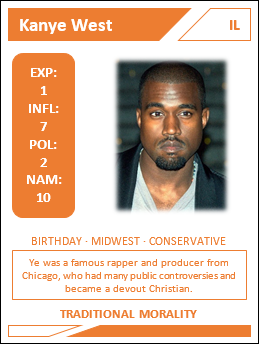 Kanye West
IL
EXP:
1
INFL:
7
POL:
2
NAM:
10
BIRTHDAY · MIDWEST · CONSERVATIVE
Ye was a famous rapper and producer from
Chicago, who had many public controversies and
became a devout Christian.
TRADITIONAL MORALITY